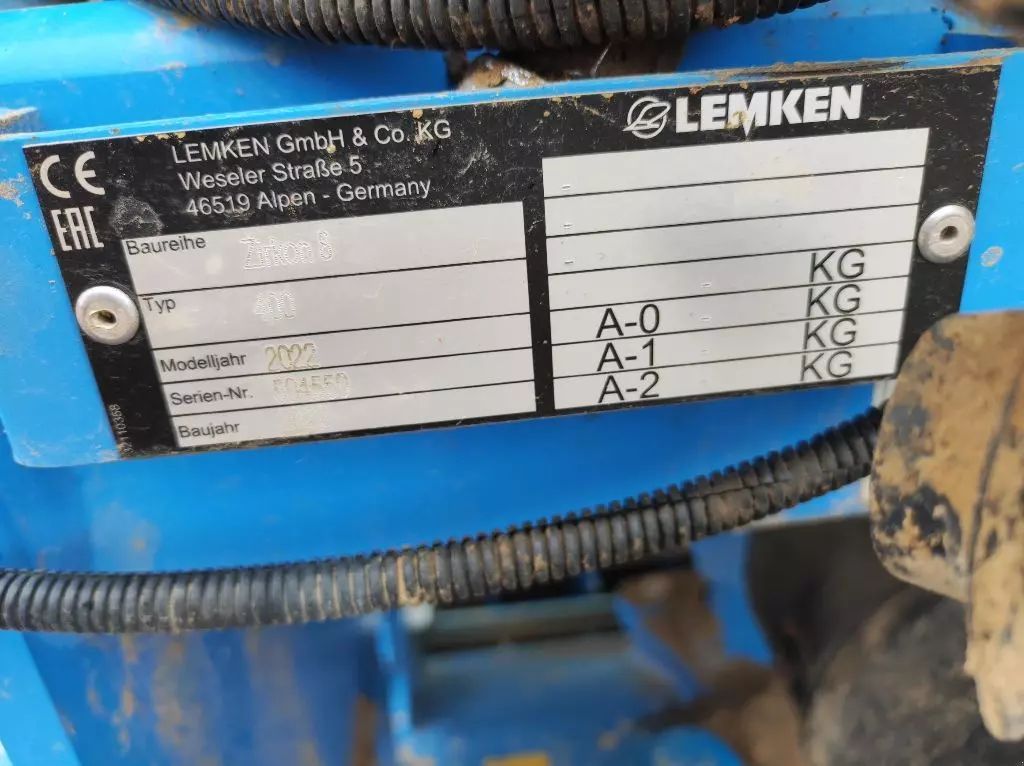 CE
EAC
LEMKEN GmbH & Co. KG
Weseler Straße 5
46519 Alpen - Germany
LEMKEN
Baureihe Zirkon 8
Typ 400
Modelljahr 2022
Serien-Nr.
Baujahr
-
-
- KG
A-0 KG
A-1 KG
A-2 KG